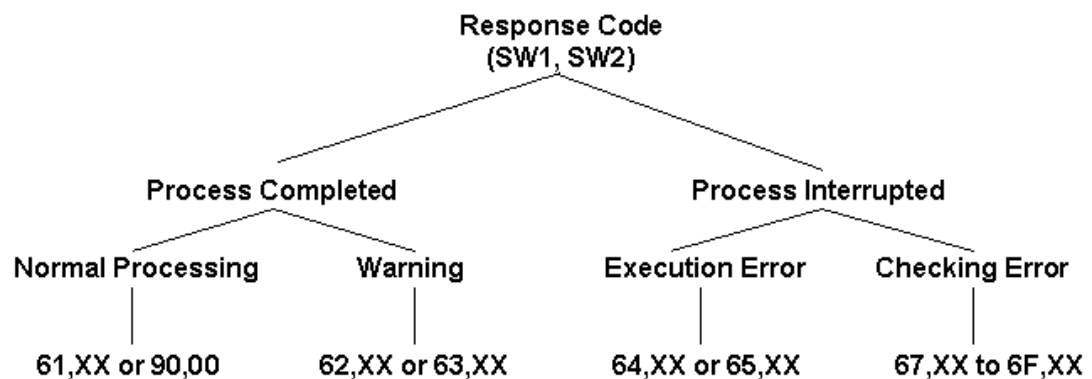 Response Code
(SW1, SW2)
Process Completed
Process Interrupted
Normal Processing
Warning
Execution Error
Checking Error
61,XX or 90,00
62,XX or 63,XX
64,XX or 65,XX
67,XX to 6F,XX